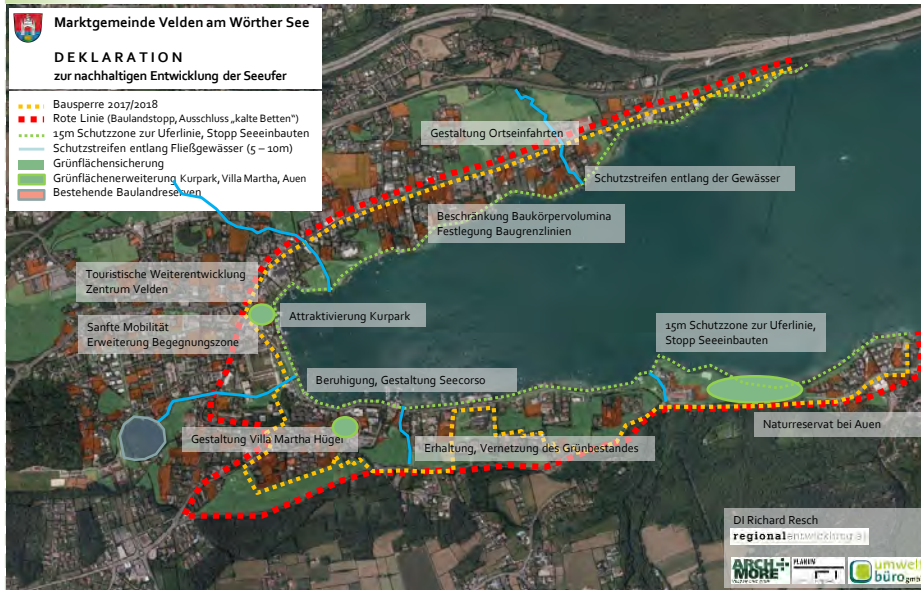 Marktgemeinde Velden am Wörther See
DEKLARATION
zur nachhaltigen Entwicklung der Seeufer
Bausperre 2017/2018
Rote Linie (Baulandstopp, Ausschluss „kalte Betten“)
15m Schutzzone zur Uferlinie, Stopp Seeeinbauten
Schutzstreifen entlang Fließgewässer (5 – 10m)
Grünflächensicherung
Grünflächenerweiterung Kurpark, Villa Martha, Auen
Bestehende Baulandreserven
Gestaltung Ortseinfahrten
Schutzstreifen entlang der Gewässer
Beschränkung Baukörpervolumina
Festlegung Baugrenzlinien
Touristische Weiterentwicklung
Zentrum Velden
Attraktivierung Kurpark
Sanfte Mobilität
Erweiterung Begegnungszone
15m Schutzzone zur Uferlinie,
Stopp Seeeinbauten
Beruhigung, Gestaltung Seecorso
Naturreservat bei Auen
Gestaltung Villa Martha Hügel
Erhaltung, Vernetzung des Grünbestandes
DI Richard Resch
regionalentwicklung
ARCH+
MORE
PLANUM
umwelt
büro gmbh